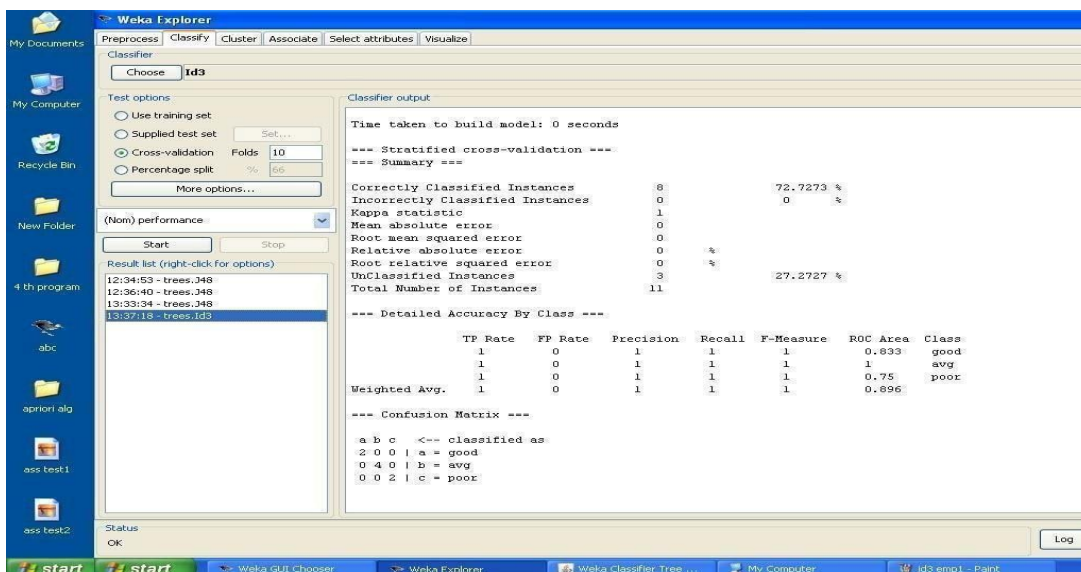 My Documents
My Computer
Recycle Bin
New Folder
4 th program
abc
apriori alg
ass test1
ass test2
Weka Explorer
Preprocess Classify Cluster Associate Select attributes Visualize
Classifier
Choose Id3
Test options
Use training set
Supplied test set Set...
Cross-validation Folds 10
Percentage split % 66
More options...
(Nom) performance
Start Stop
Result list (right-click for options)
12:34:53 - trees.J48
12:36:40 - trees.J48
13:33:34 - trees.J48
13:37:18 - trees.Id3
Classifier output
Time taken to build model: 0 seconds
=== Stratified cross-validation ===
=== Summary ===
Correctly Classified Instances 8 72.7273 %
Incorrectly Classified Instances 0 0 %
Kappa statistic 1
Mean absolute error 0
Root mean squared error 0
Relative absolute error 0 %
Root relative squared error 0 %
UnClassified Instances 3 27.2727 %
Total Number of Instances 11
=== Detailed Accuracy By Class ===
TP Rate FP Rate Precision Recall F-Measure ROC Area Class
1 0 1 1 1 0.833 good
1 0 1 1 1 1 avg
1 0 1 1 1 0.75 poor
Weighted Avg. 1 0 1 1 1 0.896
=== Confusion Matrix ===
a b c <-- classified as
2 0 0 | a = good
0 4 0 | b = avg
0 0 2 | c = poor
Status
OK
Log
start start Weka GUI Chooser Weka Explorer Weka Classifier Tree ... My Computer id3 emp1 - Paint